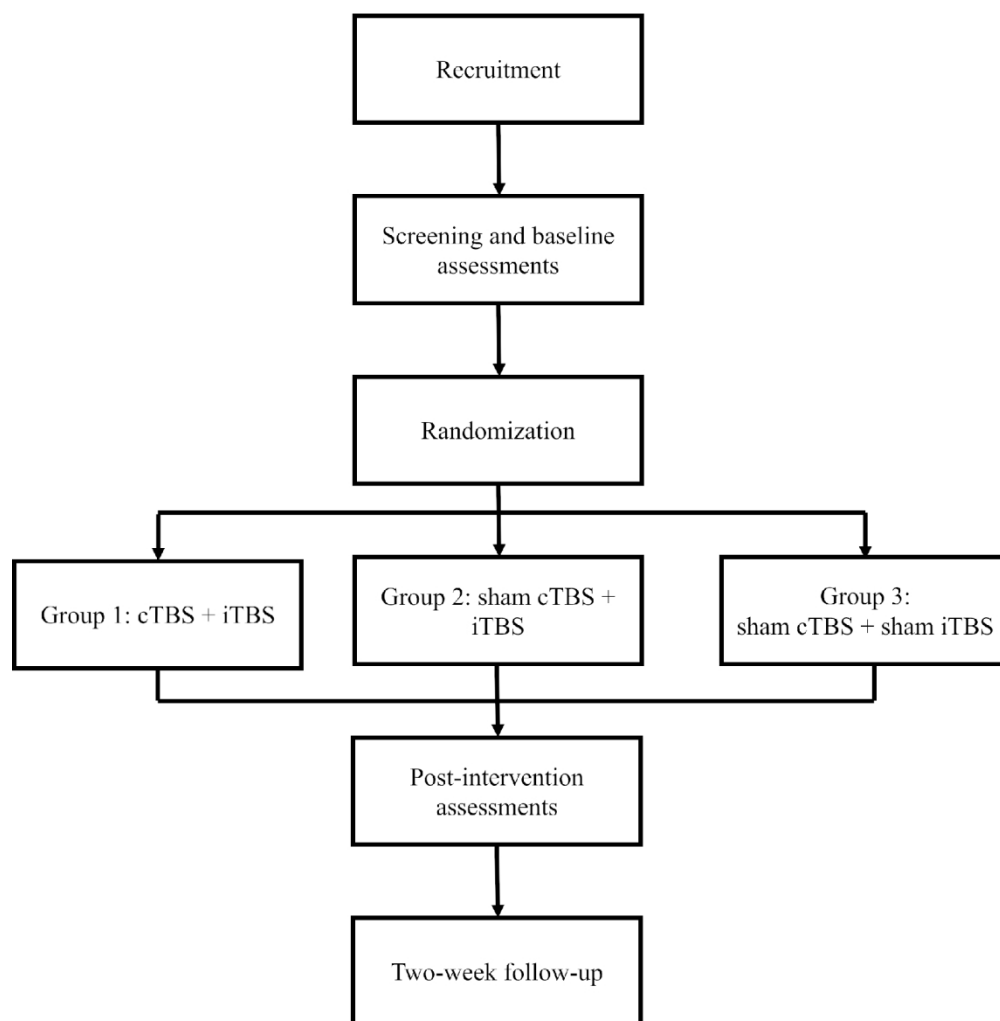 Recruitment
Screening and baseline
assessments
Randomization
Group 1: cTBS + iTBS
Group 2: sham cTBS +
iTBS
Group 3:
sham cTBS + sham iTBS
Post-intervention
assessments
Two-week follow-up